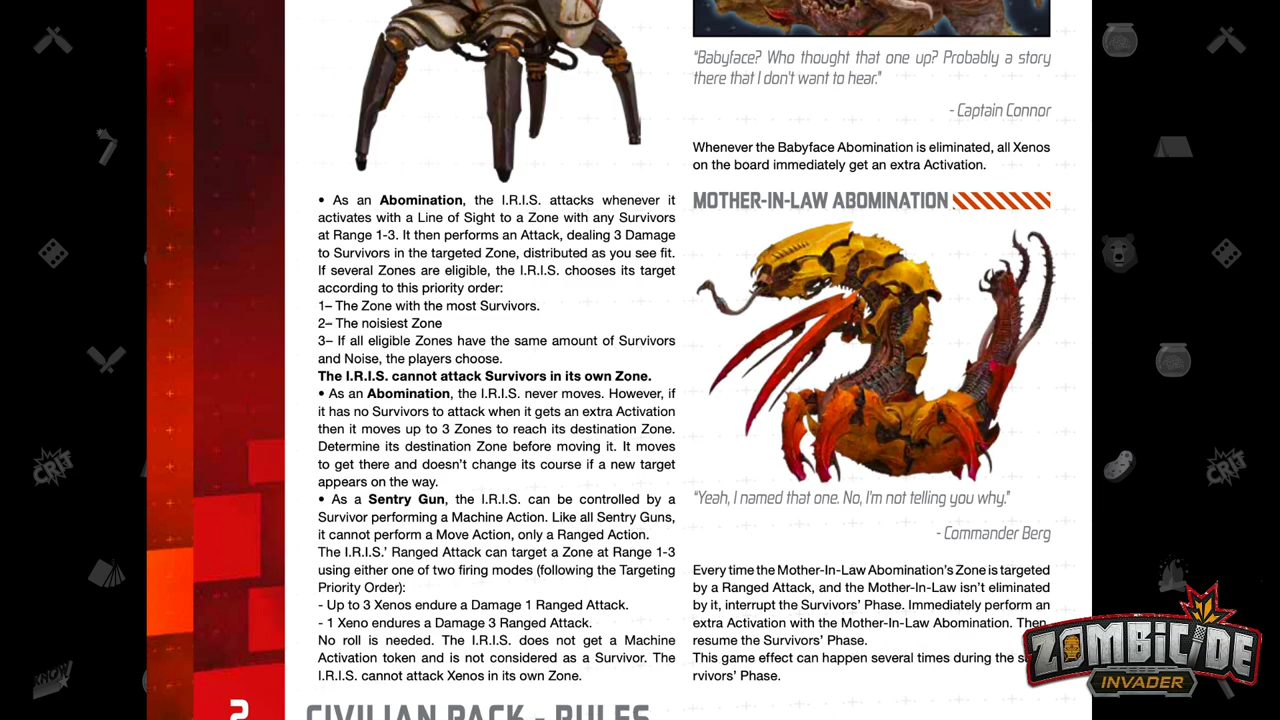 • As an Abomination, the I.R.I.S. attacks whenever it
activates with a Line of Sight to a Zone with any Survivors
at Range 1-3. It then performs an Attack, dealing 3 Damage
to Survivors in the targeted Zone, distributed as you see fit.
If several Zones are eligible, the I.R.I.S. chooses its target
according to this priority order:
1– The Zone with the most Survivors.
2– The noisiest Zone
3– If all eligible Zones have the same amount of Survivors
and Noise, the players choose.
The I.R.I.S. cannot attack Survivors in its own Zone.
• As an Abomination, the I.R.I.S. never moves. However, if
it has no Survivors to attack when it gets an extra Activation
then it moves up to 3 Zones to reach its destination Zone.
Determine its destination Zone before moving it. It moves
to get there and doesn't change its course if a new target
appears on the way.
• As a Sentry Gun, the I.R.I.S. can be controlled by a
Survivor performing a Machine Action. Like all Sentry Guns,
it cannot perform a Move Action, only a Ranged Action.
The I.R.I.S.' Ranged Attack can target a Zone at Range 1-3
using either one of two firing modes (following the Targeting
Priority Order):
- Up to 3 Xenos endure a Damage 1 Ranged Attack.
- 1 Xeno endures a Damage 3 Ranged Attack.
No roll is needed. The I.R.I.S. does not get a Machine
Activation token and is not considered as a Survivor. The
I.R.I.S. cannot attack Xenos in its own Zone.
CIVILIAN PACK - RULES
2
"Babyface? Who thought that one up? Probably a story
there that I don't want to hear."
- Captain Connor
Whenever the Babyface Abomination is eliminated, all Xenos
on the board immediately get an extra Activation.
MOTHER-IN-LAW ABOMINATION
"Yeah, I named that one. No, I'm not telling you why."
- Commander Berg
Every time the Mother-In-Law Abomination's Zone is targeted
by a Ranged Attack, and the Mother-In-Law isn't eliminated
by it, interrupt the Survivors' Phase. Immediately perform an
extra Activation with the Mother-In-Law Abomination. Then,
resume the Survivors' Phase.
This game effect can happen several times during the
rvivors' Phase.
ZOMBICIDE
INVADER
CRIT
CRIT
KNOW